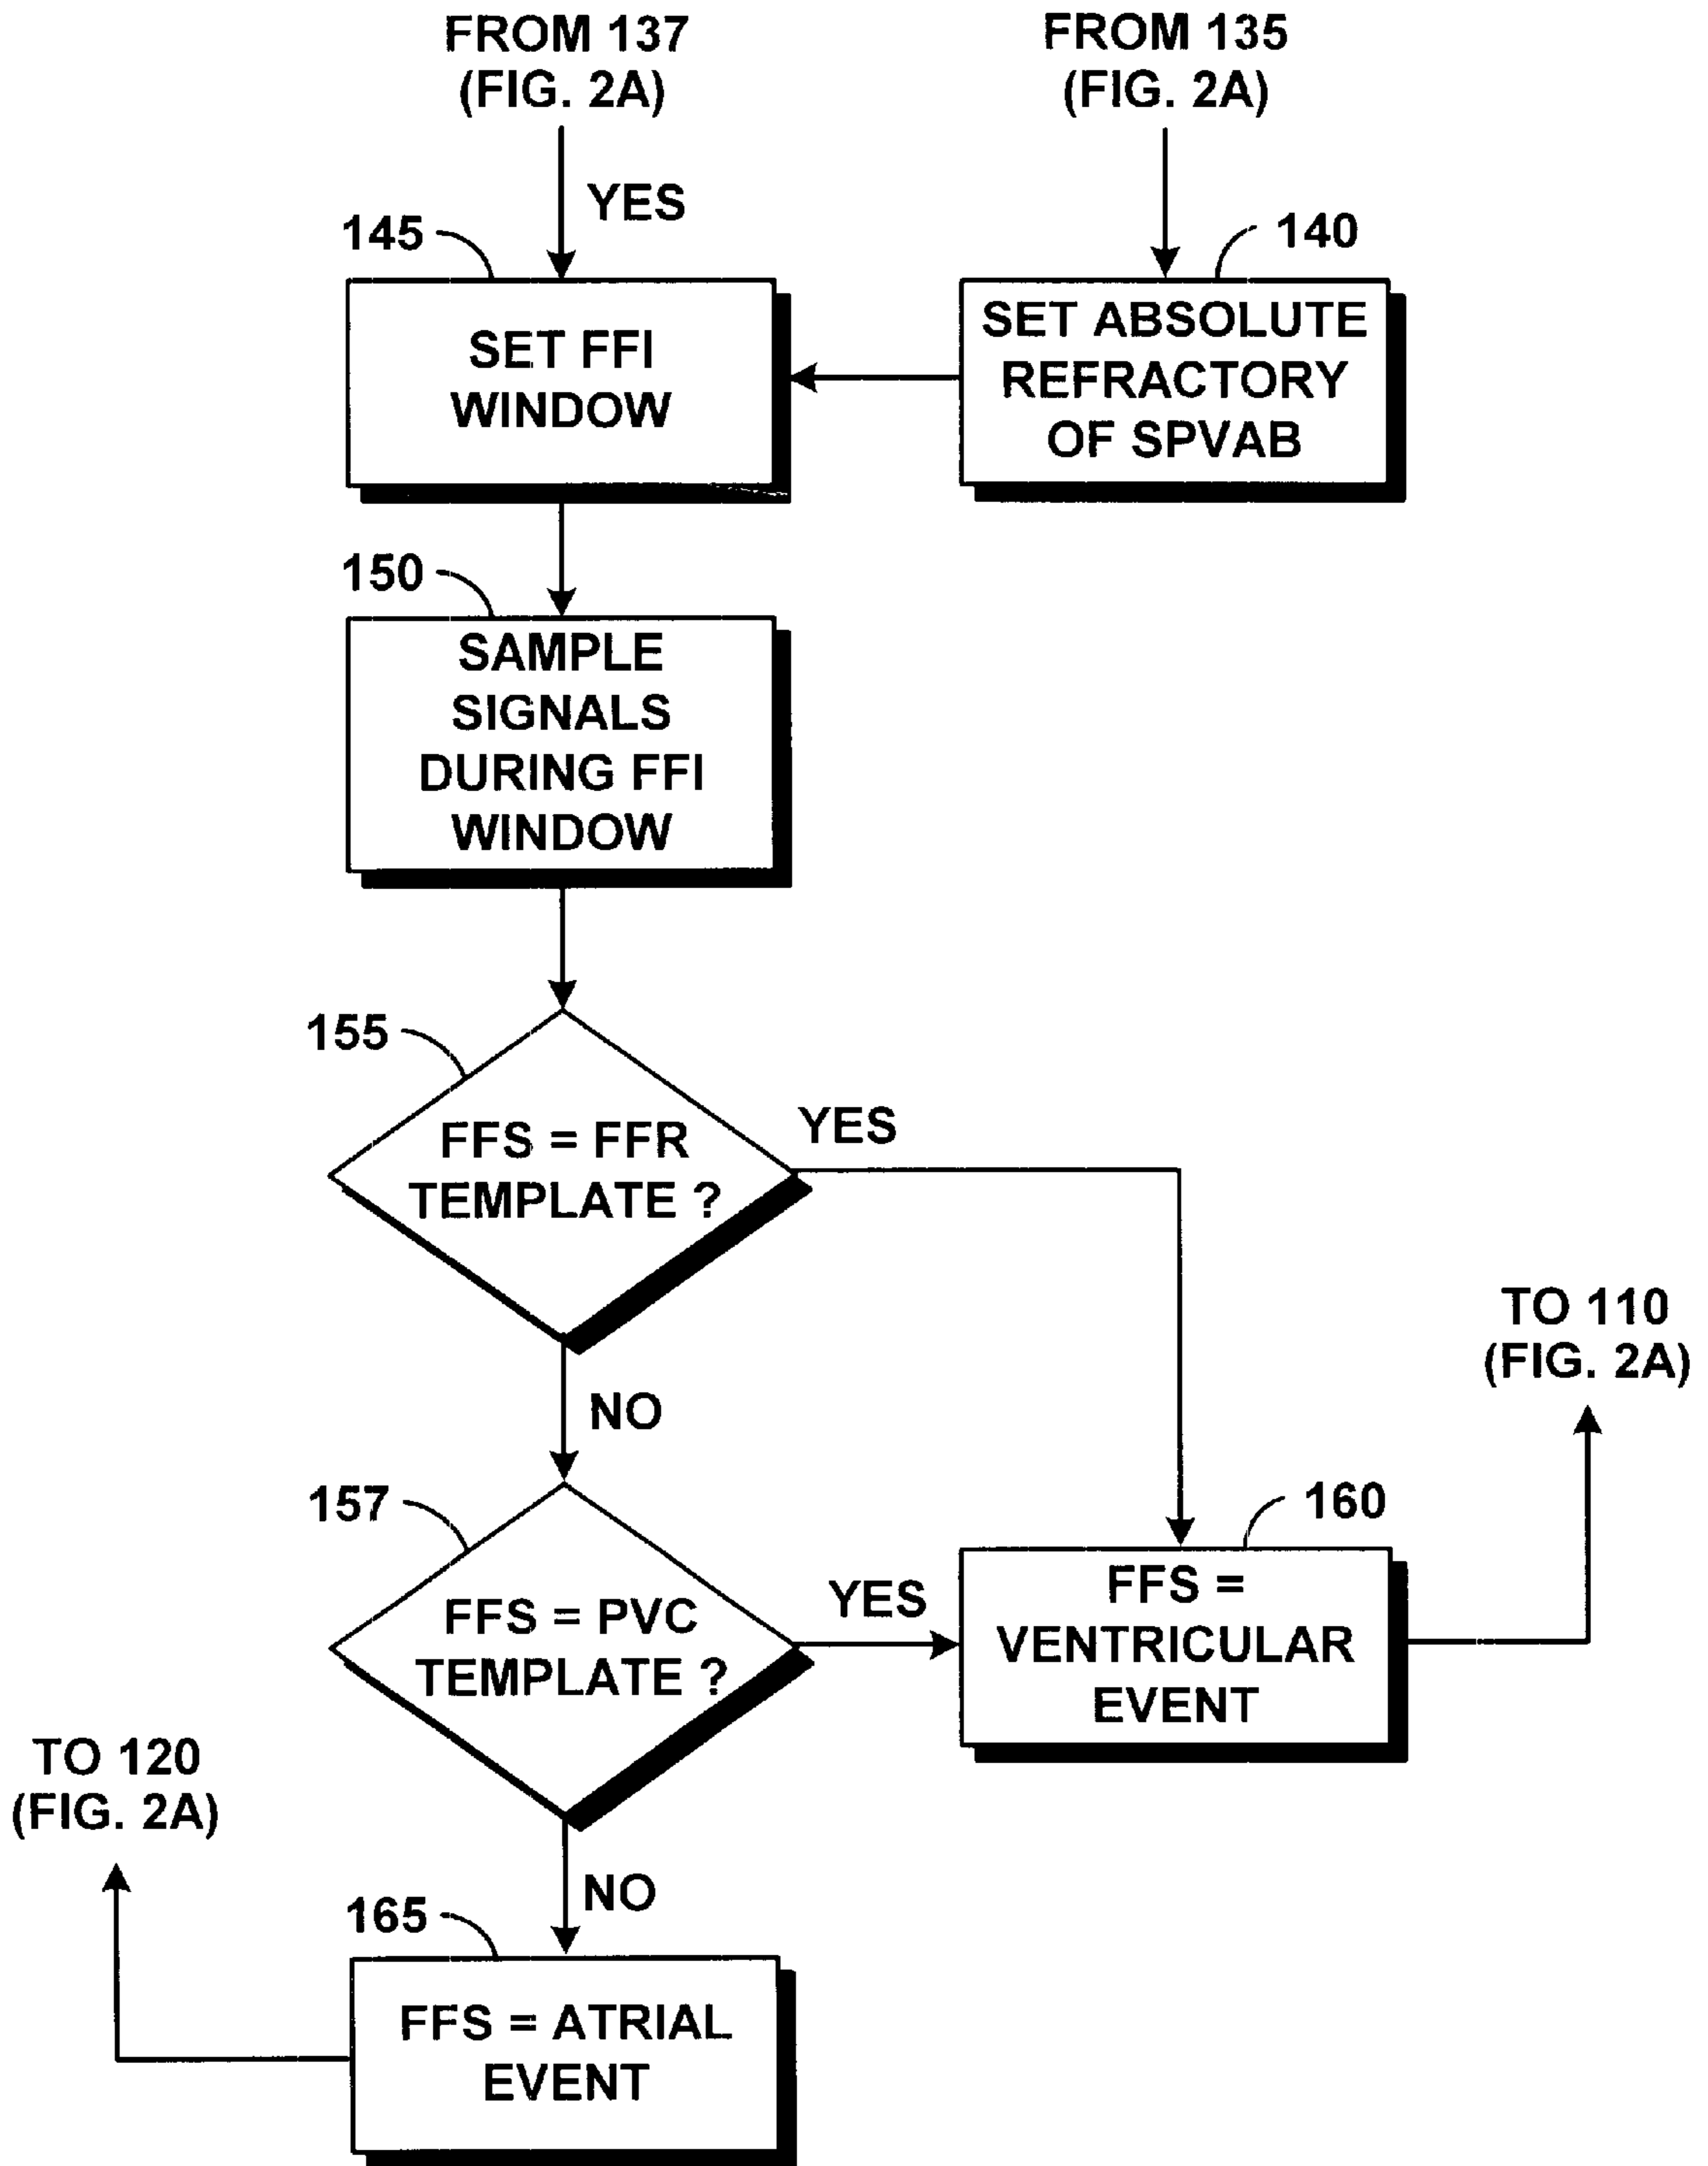 FROM 137
(FIG. 2A)
FROM 135
(FIG. 2A)
YES
145
140
SET FFI
WINDOW
SET ABSOLUTE
REFRACTORY
OF SPVAB
150
SAMPLE
SIGNALS
DURING FFI
WINDOW
155
FFS = FFR
TEMPLATE ?
YES
NO
TO 110
(FIG. 2A)
157
FFS = PVC
TEMPLATE ?
YES
160
FFS =
VENTRICULAR
EVENT
TO 120
(FIG. 2A)
NO
165
FFS = ATRIAL
EVENT